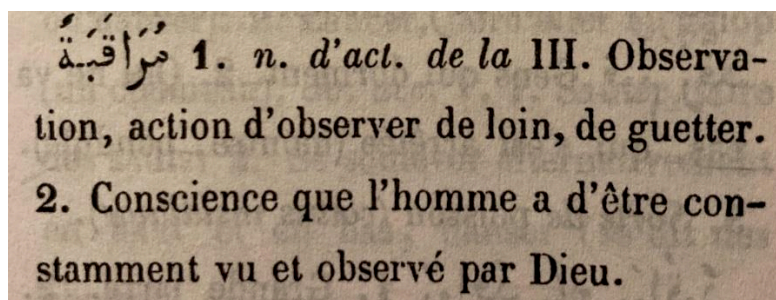 مُرَاقَبَةٌ 1. n. d'act. de la III. Observa-
tion, action d'observer de loin, de guetter.
2. Conscience que l'homme a d'être con-
stamment vu et observé par Dieu.